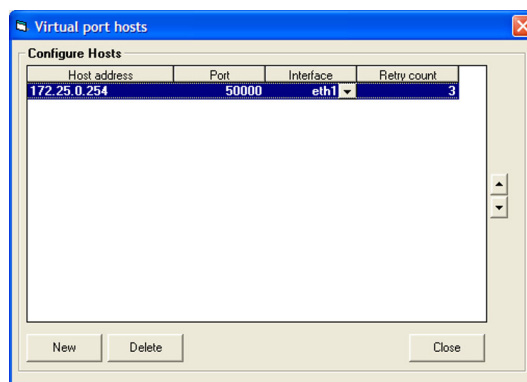 Virtual port hosts
Configure Hosts
Host address Port Interface Retry count
172.25.0.254 50000 eth1 3
New Delete Close